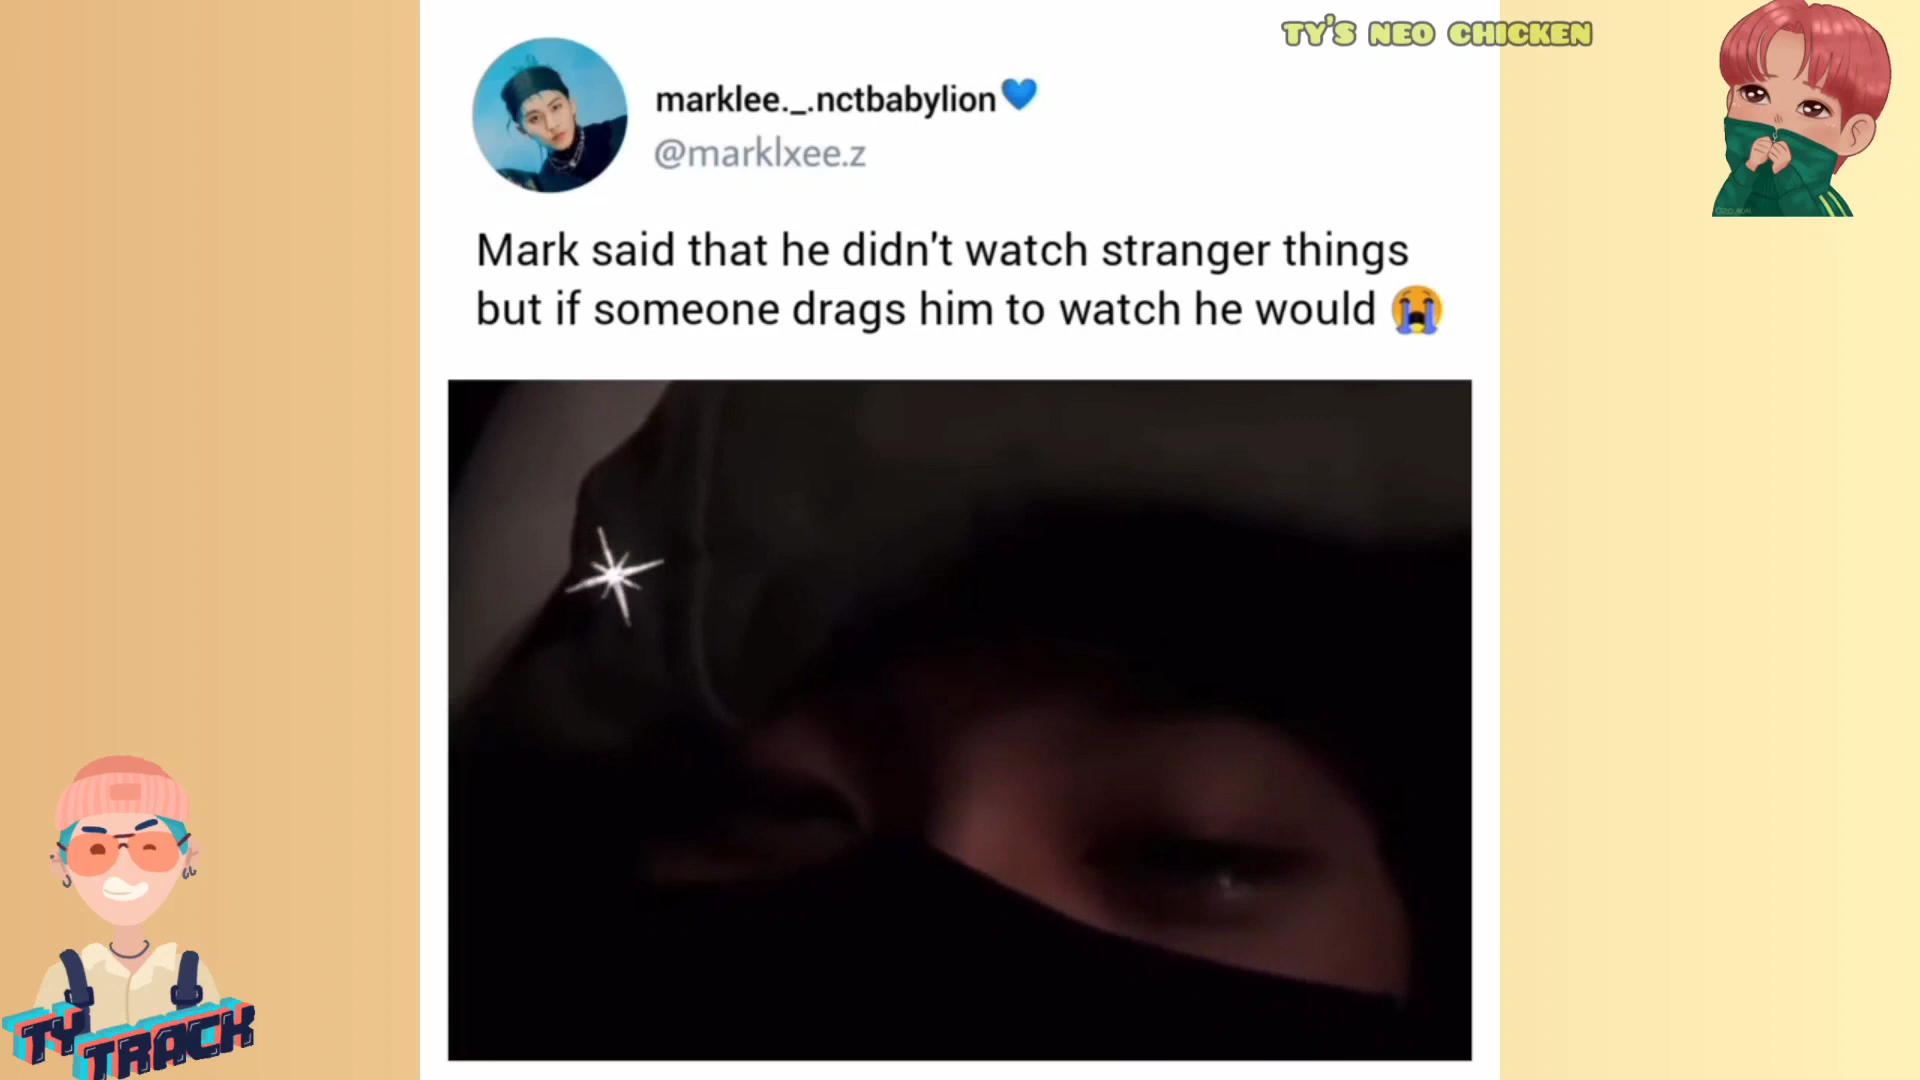 TY'S NEO CHICKEN
marklee._.nctbabylion💙
@marklxee.z
Mark said that he didn't watch stranger things
but if someone drags him to watch he would 😭
TY
TRACK